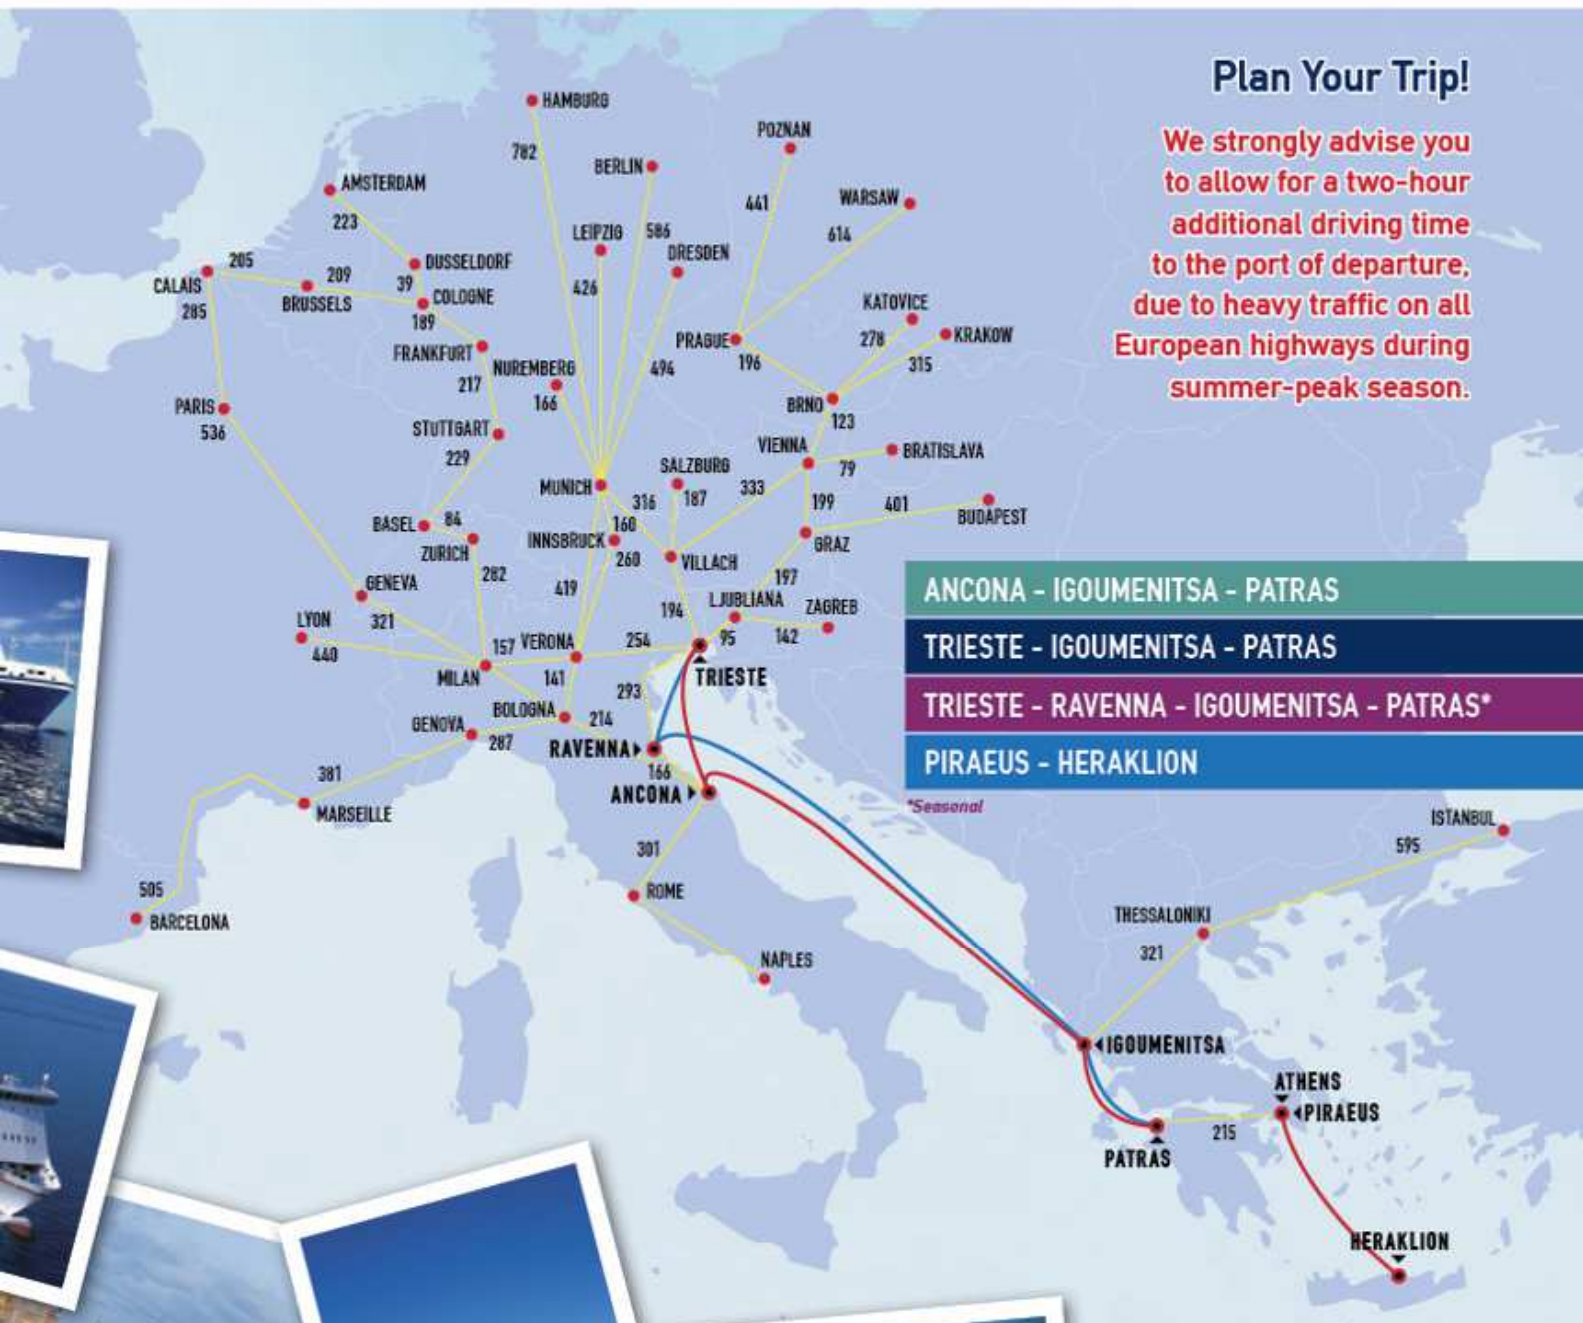 Plan Your Trip!
We strongly advise you
to allow for a two-hour
additional driving time
to the port of departure,
due to heavy traffic on all
European highways during
summer-peak season.
HAMBURG
782
POZNAN
BERLIN
AMSTERDAM
441
WARSAW
223
LEIPZIG
586
614
DRESDEN
205
209
DUSSELDORF
CALAIS
39
426
BRUSSELS
COLOGNE
KATOVICE
285
189
PRAGUE
278
KRAKOW
FRANKFURT
NUREMBERG
494
196
315
217
166
PARIS
BRNO
536
STUTTGART
123
229
VIENNA
BRATISLAVA
SALZBURG
79
MUNICH
316
187
333
199
401
BUDAPEST
BASEL
84
160
ZURICH
INNSBRUCK
GRAZ
260
VILLACH
282
GENEVA
419
197
LYON
321
194
LJUBLIANA
ZAGREB
440
157
VERONA
254
95
142
MILAN
141
TRIESTE
293
BOLOGNA
214
GENOVA
287
RAVENNA
166
381
ANCONA
MARSEILLE
301
505
ROME
BARCELONA
NAPLES
ANCONA - IGOUMENITSA - PATRAS
TRIESTE - IGOUMENITSA - PATRAS
TRIESTE - RAVENNA - IGOUMENITSA - PATRAS*
PIRAEUS - HERAKLION
*Seasonal
ISTANBUL
595
THESSALONIKI
321
IGOUMENITSA
ATHENS
PIRAEUS
215
PATRAS
HERAKLION